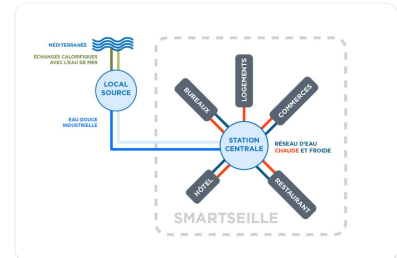 MÉDITERRANÉE
ÉCHANGES CALORIFIQUES
AVEC L'EAU DE MER
LOCAL
SOURCE
EAU DOUCE
INDUSTRIELLE
BUREAUX
LOGEMENTS
COMMERCES
STATION
CENTRALE
RÉSEAU D'EAU
CHAUDE ET FROIDE
HÔTEL
RESTAURANT
SMARTSEILLE